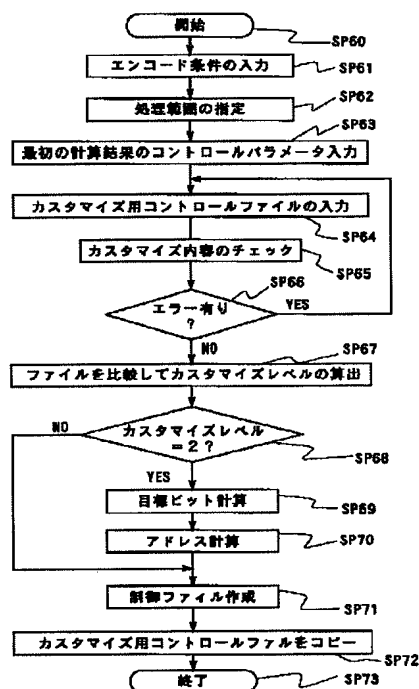 開始
SP60
エンコード条件の入力
SP61
処理範囲の指定
SP62
SP63
最初の計算結果のコントロールパラメータ入力
カスタマイズ用コントロールファイルの入力
SP64
カスタマイズ内容のチェック
SP65
SP66
エラー有り
?
YES
NO
SP67
ファイルを比較してカスタマイズレベルの算出
NO
カスタマイズレベル
=2?
SP68
YES
目標ビット計算
SP69
アドレス計算
SP70
制御ファイル作成
SP71
カスタマイズ用コントロールファルをコピー
SP72
終了
SP73